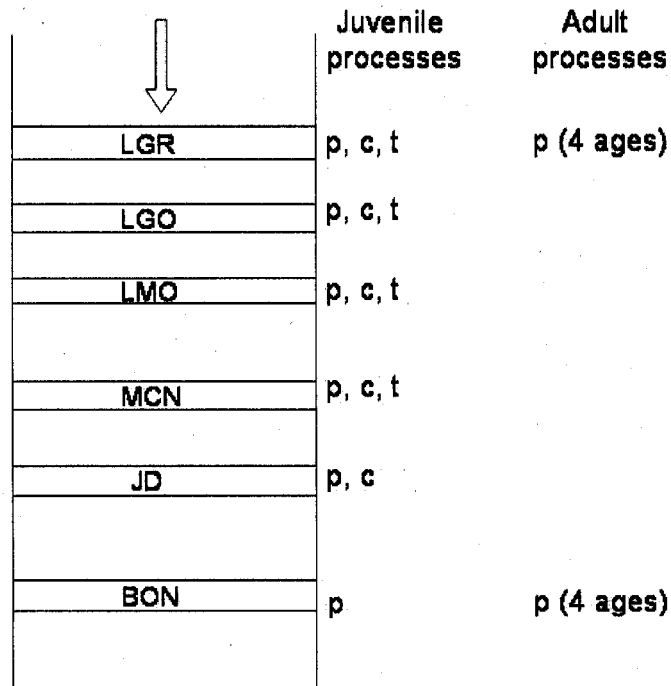 Juvenile Adult
processes processes
LGR p, c, t p (4 ages)
LGO p, c, t
LMO p, c, t
MCN p, c, t
JD p, c
BON p p (4 ages)